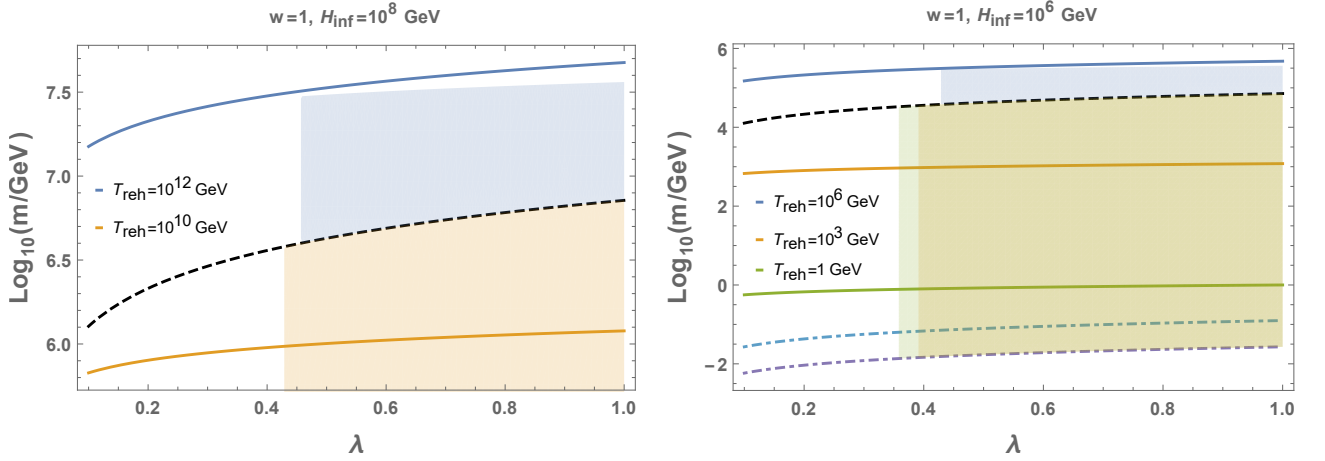 w=1, H_inf=10^8 GeV
Log_10(m/GeV)
7.5
7.0
6.5
6.0
T_reh=10^12 GeV
T_reh=10^10 GeV
0.2 0.4 0.6 0.8 1.0
λ
w=1, H_inf=10^6 GeV
Log_10(m/GeV)
6
4
2
0
−2
T_reh=10^6 GeV
T_reh=10^3 GeV
T_reh=1 GeV
0.2 0.4 0.6 0.8 1.0
λ